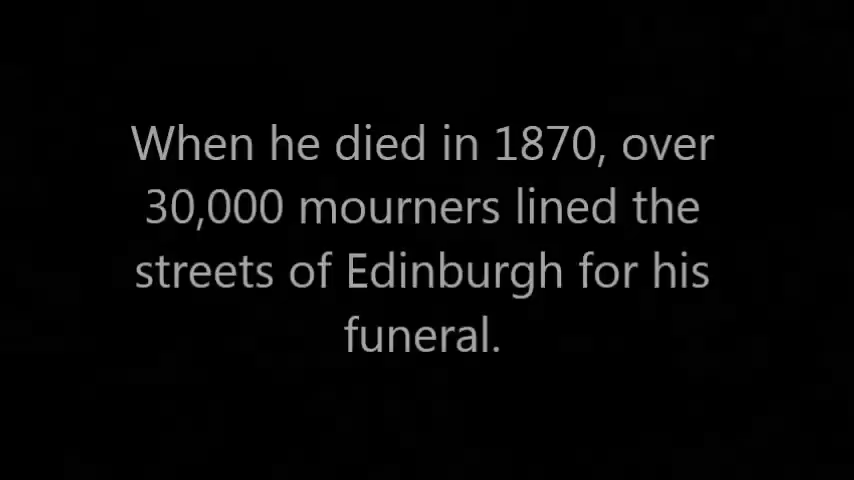 When he died in 1870, over
30,000 mourners lined the
streets of Edinburgh for his
funeral.